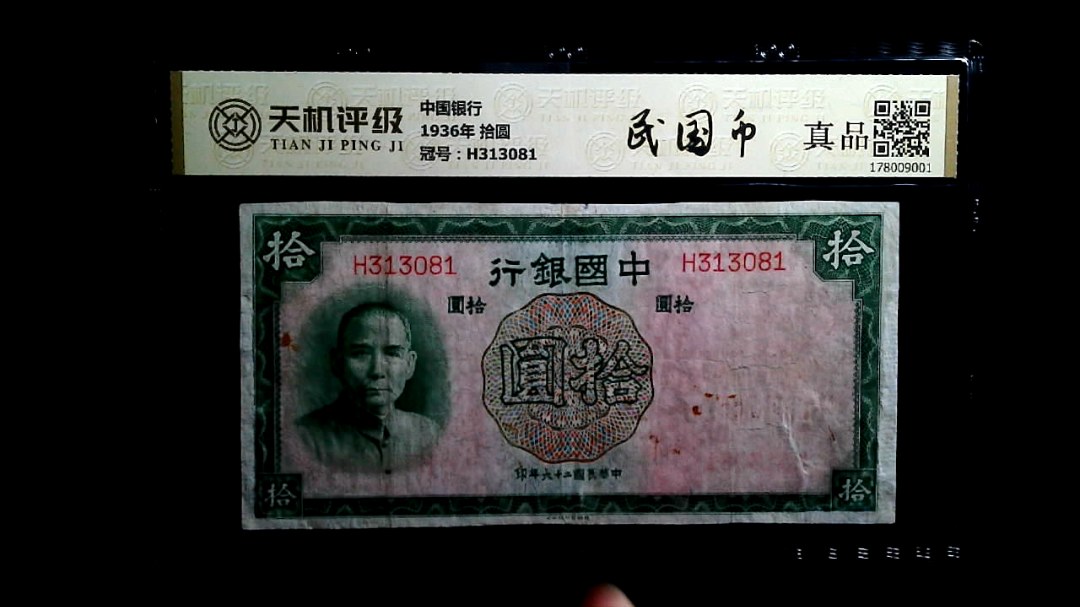 天机评级
TIAN JI PING JI
中国银行
1936年 拾圆
冠号：H313081
民国币
真品
178009001
拾
拾
H313081
行銀國中
H313081
圓拾
圓拾
圓拾
印年六十二國民華中
拾
拾